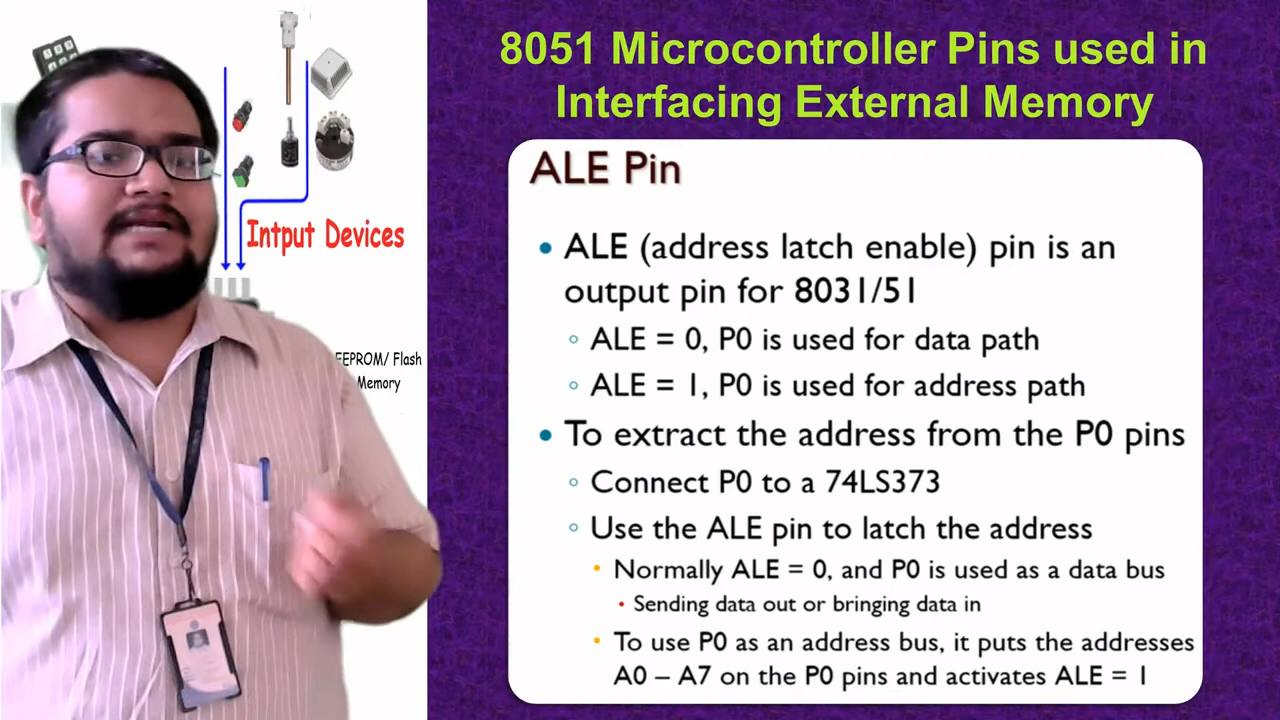 8051 Microcontroller Pins used in
Interfacing External Memory
ALE Pin
• ALE (address latch enable) pin is an
output pin for 8031/51
◦ ALE = 0, P0 is used for data path
◦ ALE = 1, P0 is used for address path
• To extract the address from the P0 pins
◦ Connect P0 to a 74LS373
◦ Use the ALE pin to latch the address
• Normally ALE = 0, and P0 is used as a data bus
• Sending data out or bringing data in
• To use P0 as an address bus, it puts the addresses
A0 – A7 on the P0 pins and activates ALE = 1
Intput Devices
EEPROM/ Flash
Memory